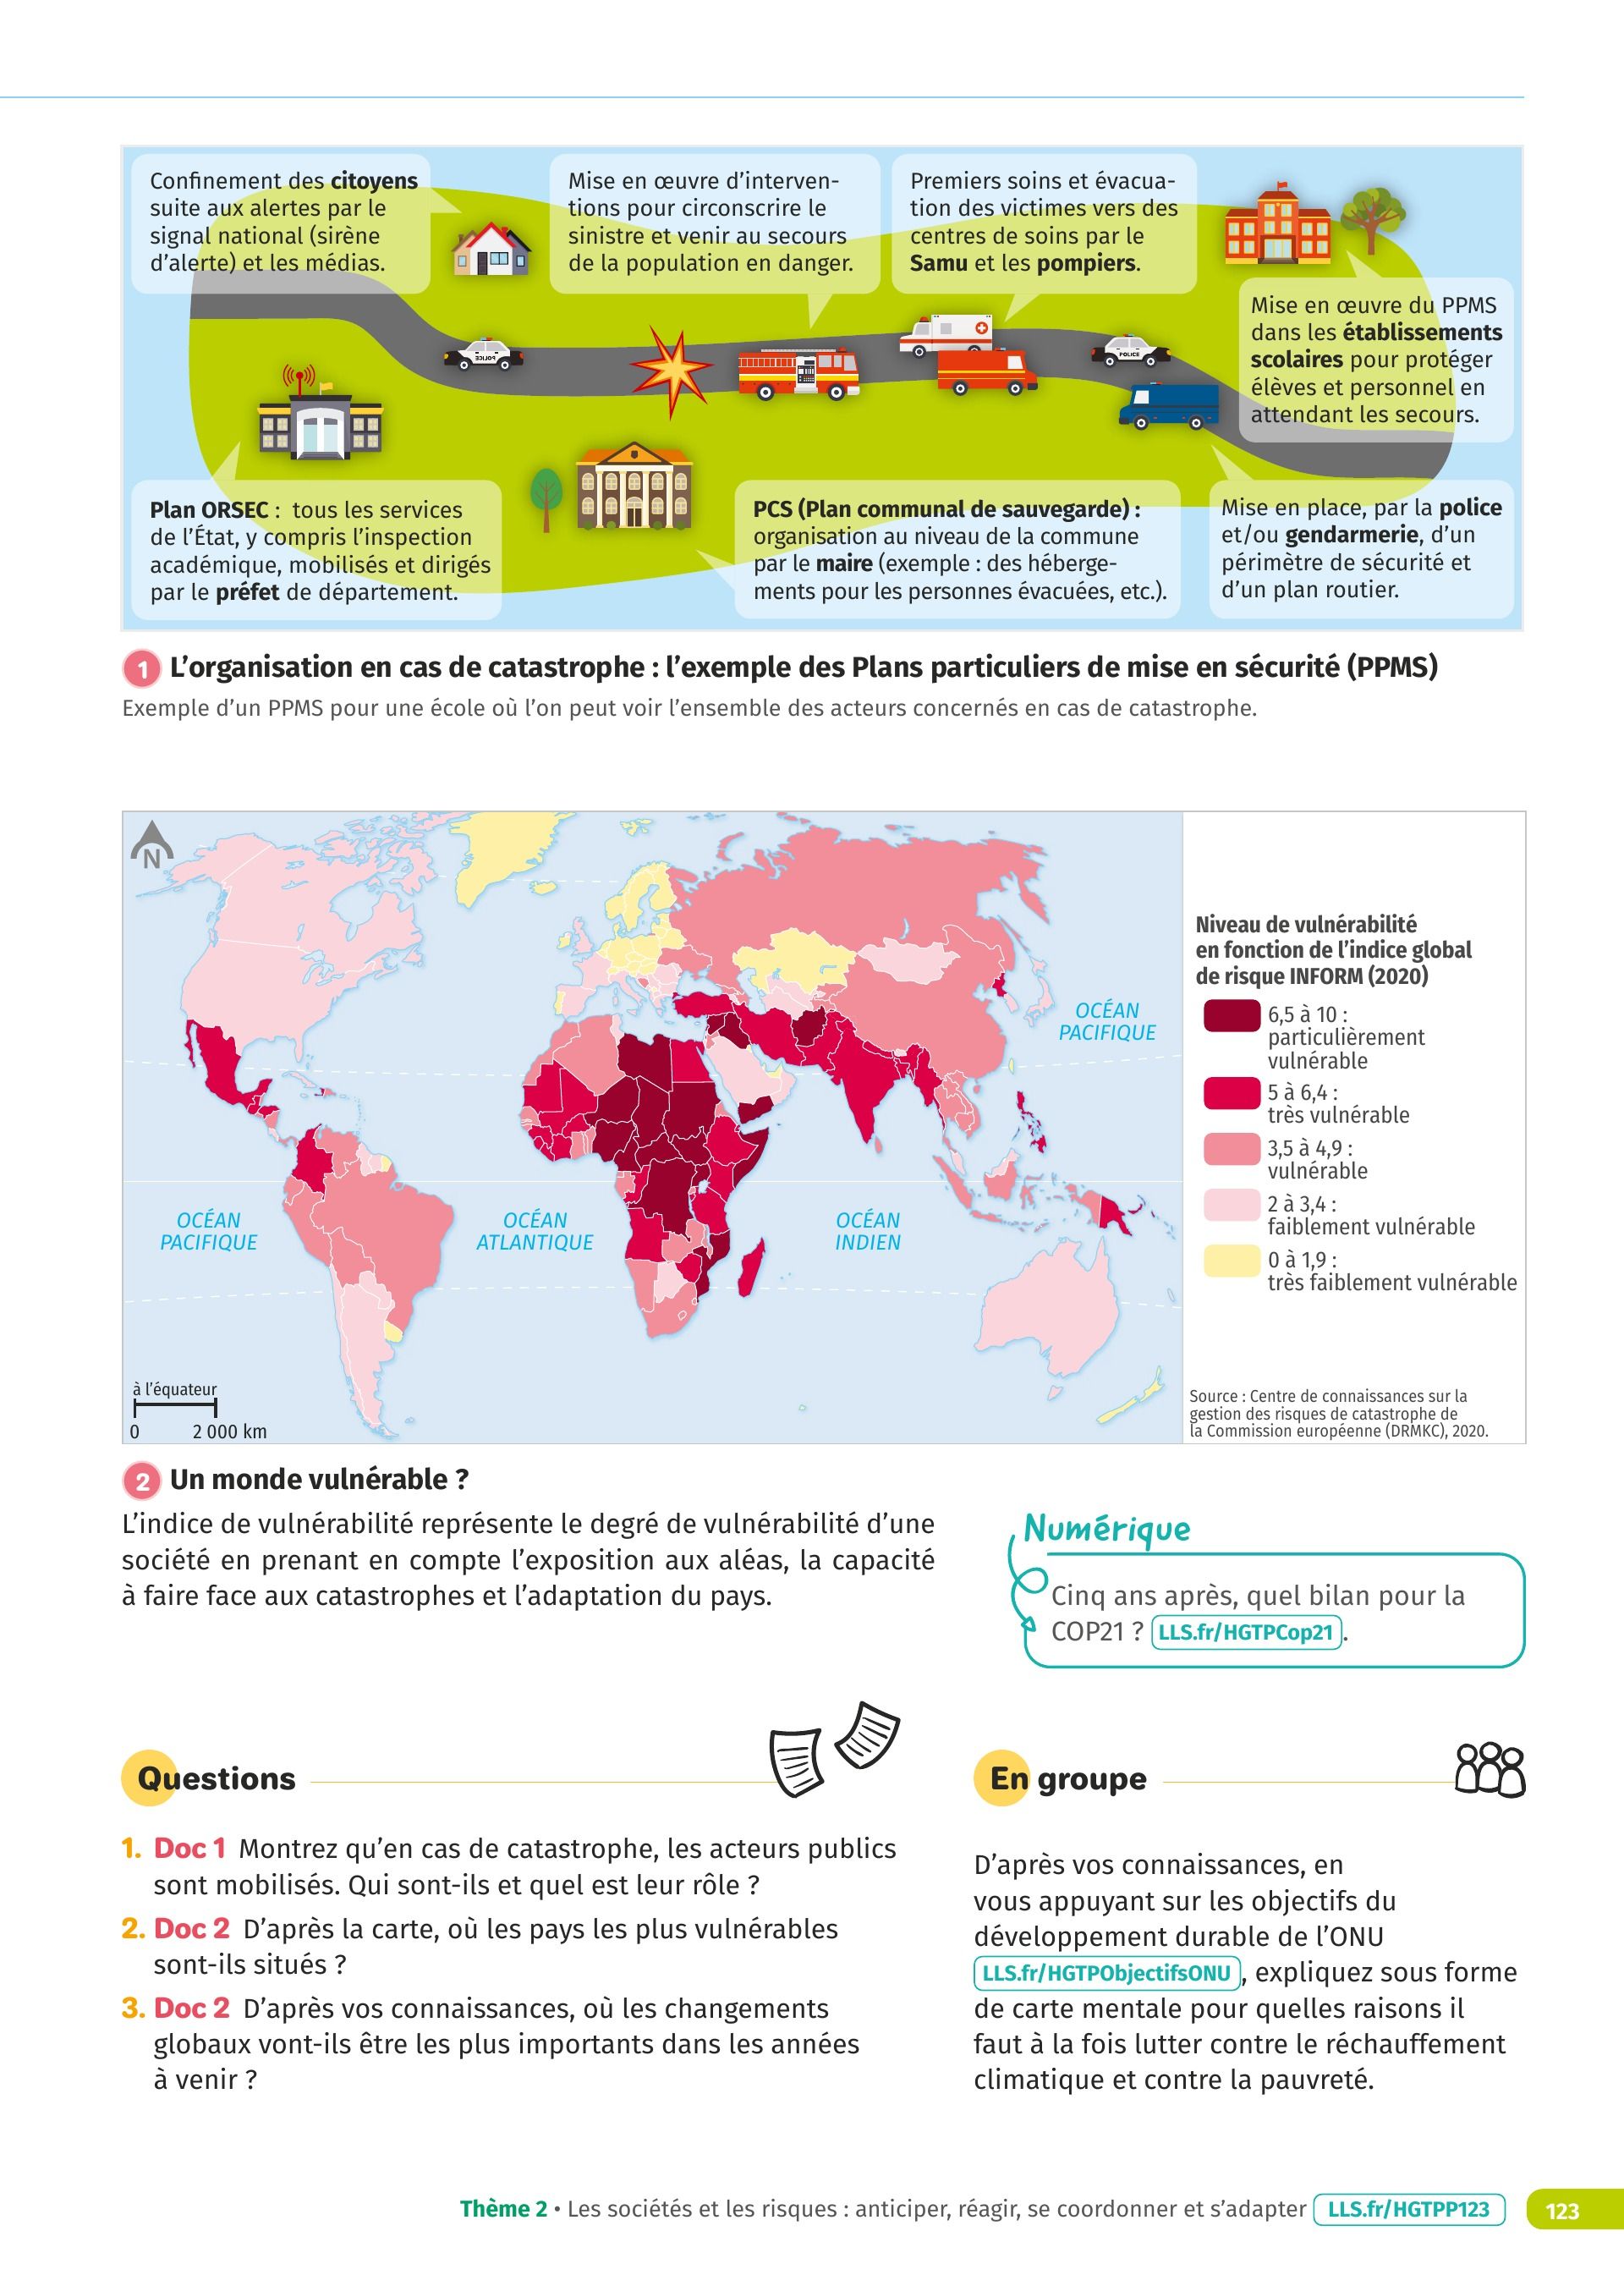 Confinement des citoyens
suite aux alertes par le
signal national (sirène
d’alerte) et les médias.
Mise en œuvre d’interven-
tions pour circonscrire le
sinistre et venir au secours
de la population en danger.
Premiers soins et évacua-
tion des victimes vers des
centres de soins par le
Samu et les pompiers.
Mise en œuvre du PPMS
dans les établissements
scolaires pour protéger
élèves et personnel en
attendant les secours.
POLICE
POLICE
Plan ORSEC : tous les services
de l’État, y compris l’inspection
académique, mobilisés et dirigés
par le préfet de département.
PCS (Plan communal de sauvegarde) :
organisation au niveau de la commune
par le maire (exemple : des héberge-
ments pour les personnes évacuées, etc.).
Mise en place, par la police
et/ou gendarmerie, d’un
périmètre de sécurité et
d’un plan routier.
1 L’organisation en cas de catastrophe : l’exemple des Plans particuliers de mise en sécurité (PPMS)
Exemple d’un PPMS pour une école où l’on peut voir l’ensemble des acteurs concernés en cas de catastrophe.
N
OCÉAN
PACIFIQUE
OCÉAN
PACIFIQUE
OCÉAN
ATLANTIQUE
OCÉAN
INDIEN
à l’équateur
0 2 000 km
Niveau de vulnérabilité
en fonction de l’indice global
de risque INFORM (2020)
6,5 à 10 :
particulièrement
vulnérable
5 à 6,4 :
très vulnérable
3,5 à 4,9 :
vulnérable
2 à 3,4 :
faiblement vulnérable
0 à 1,9 :
très faiblement vulnérable
Source : Centre de connaissances sur la
gestion des risques de catastrophe de
la Commission européenne (DRMKC), 2020.
2 Un monde vulnérable ?
L’indice de vulnérabilité représente le degré de vulnérabilité d’une
société en prenant en compte l’exposition aux aléas, la capacité
à faire face aux catastrophes et l’adaptation du pays.
Numérique
Cinq ans après, quel bilan pour la
COP21 ? LLS.fr/HGTPCop21.
Questions
1. Doc 1 Montrez qu’en cas de catastrophe, les acteurs publics
sont mobilisés. Qui sont-ils et quel est leur rôle ?
2. Doc 2 D’après la carte, où les pays les plus vulnérables
sont-ils situés ?
3. Doc 2 D’après vos connaissances, où les changements
globaux vont-ils être les plus importants dans les années
à venir ?
En groupe
D’après vos connaissances, en
vous appuyant sur les objectifs du
développement durable de l’ONU
LLS.fr/HGTPObjectifsONU, expliquez sous forme
de carte mentale pour quelles raisons il
faut à la fois lutter contre le réchauffement
climatique et contre la pauvreté.
Thème 2 • Les sociétés et les risques : anticiper, réagir, se coordonner et s’adapter LLS.fr/HGTPP123 123